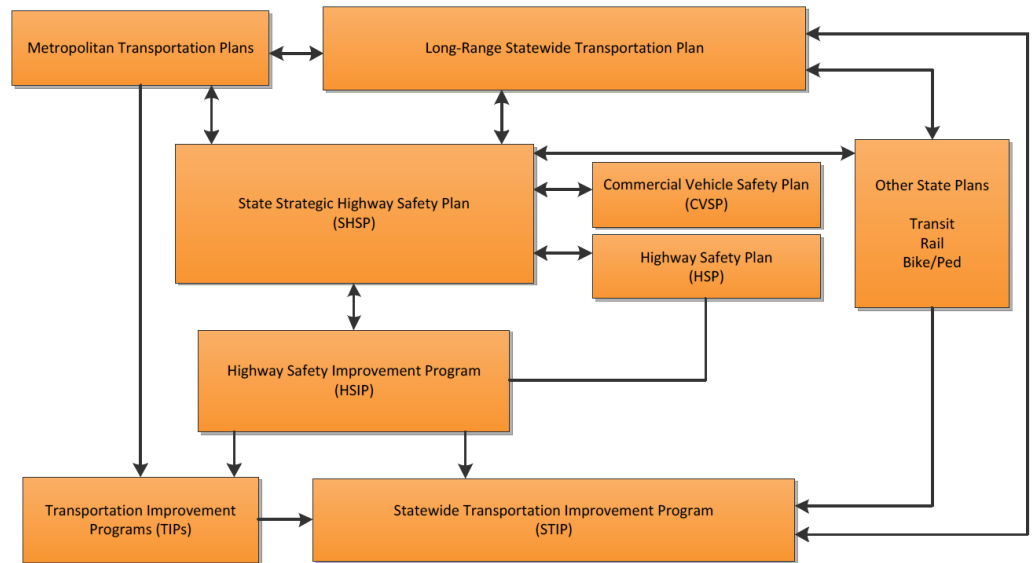 Metropolitan Transportation Plans
Long-Range Statewide Transportation Plan
State Strategic Highway Safety Plan
(SHSP)
Commercial Vehicle Safety Plan
(CVSP)
Highway Safety Plan
(HSP)
Other State Plans
Transit
Rail
Bike/Ped
Highway Safety Improvement Program
(HSIP)
Transportation Improvement
Programs (TIPs)
Statewide Transportation Improvement Program
(STIP)